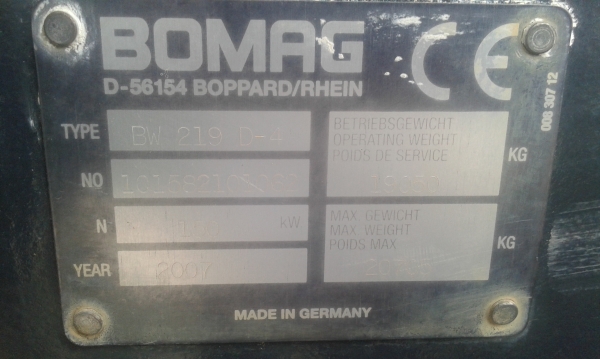 BOMAG CE
D-56154 BOPPARD/RHEIN
TYPE BW 219 D-4
BETRIEBSGEWICHT
OPERATING WEIGHT
POIDS DE SERVICE
KG
NO
N kW
MAX. GEWICHT
MAX. WEIGHT
POIDS MAX
KG
YEAR 2007
MADE IN GERMANY
008 307 12